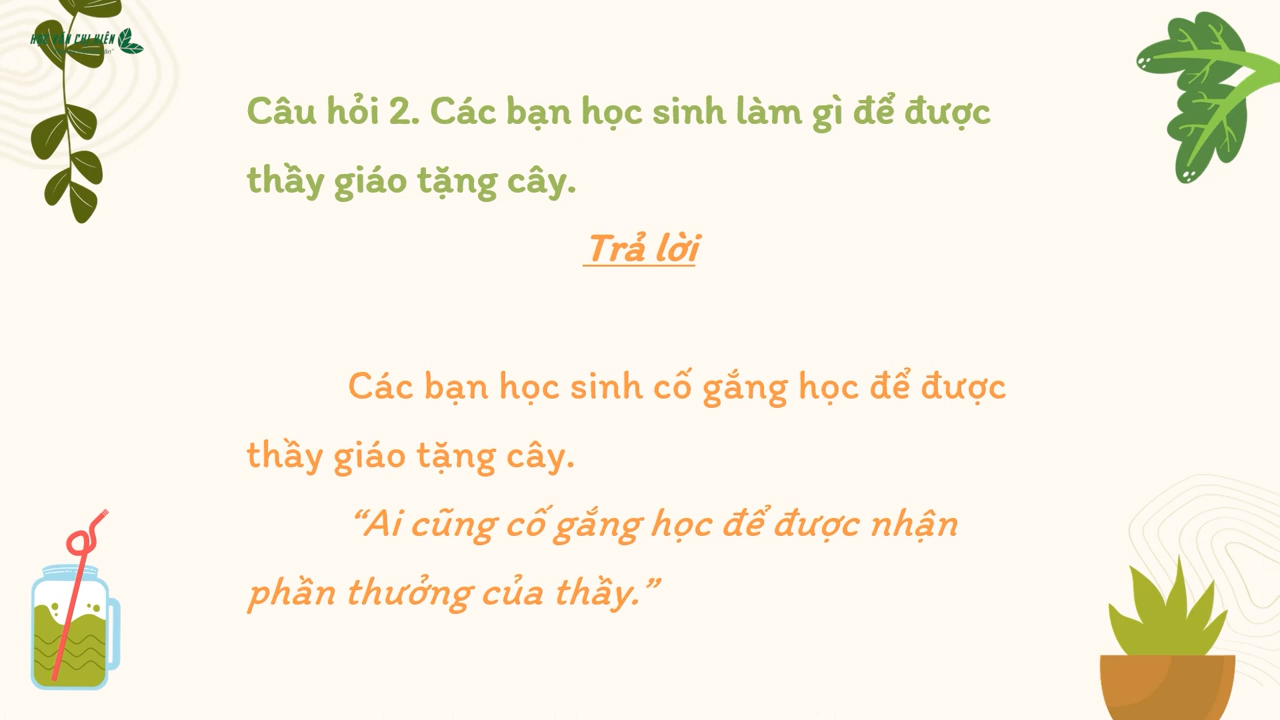 Câu hỏi 2. Các bạn học sinh làm gì để được
thầy giáo tặng cây.
Trả lời
Các bạn học sinh cố gắng học để được
thầy giáo tặng cây.
“Ai cũng cố gắng học để được nhận
phần thưởng của thầy.”